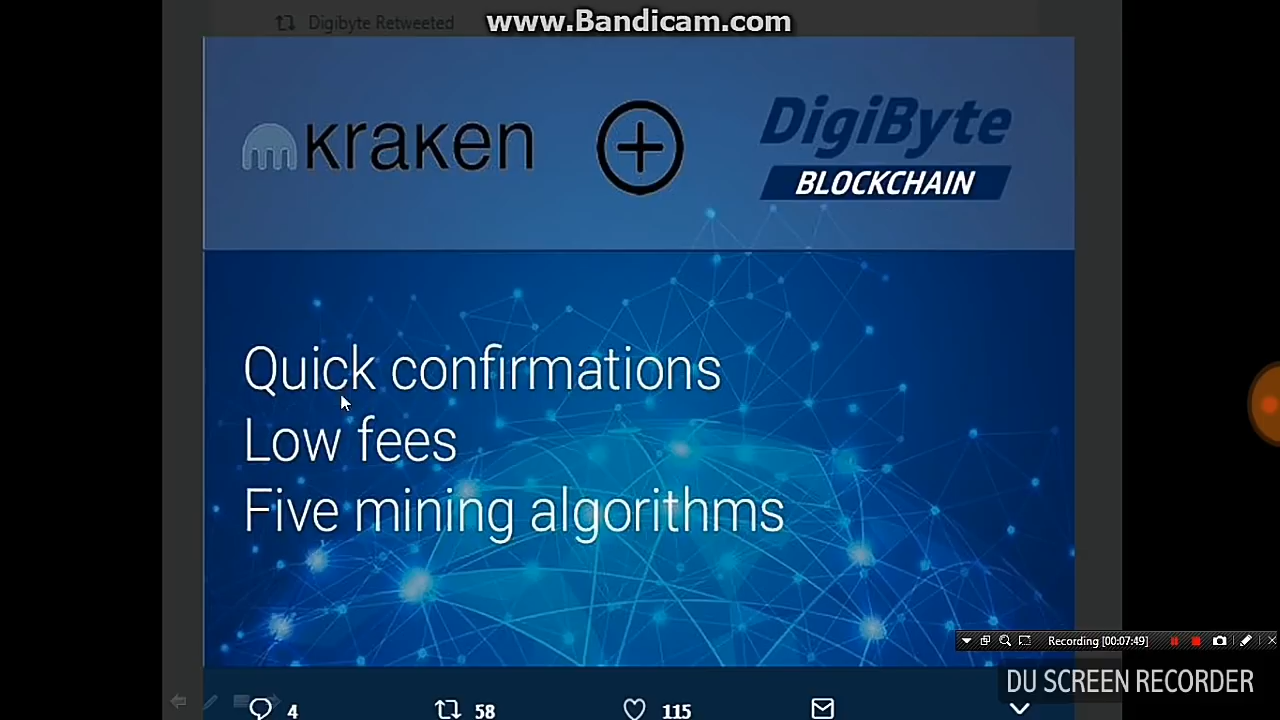 Digibyte Retweeted
www.Bandicam.com
kraken
DigiByte
BLOCKCHAIN
Quick confirmations
Low fees
Five mining algorithms
Recording [00:07:49]
DU SCREEN RECORDER
4 58 115